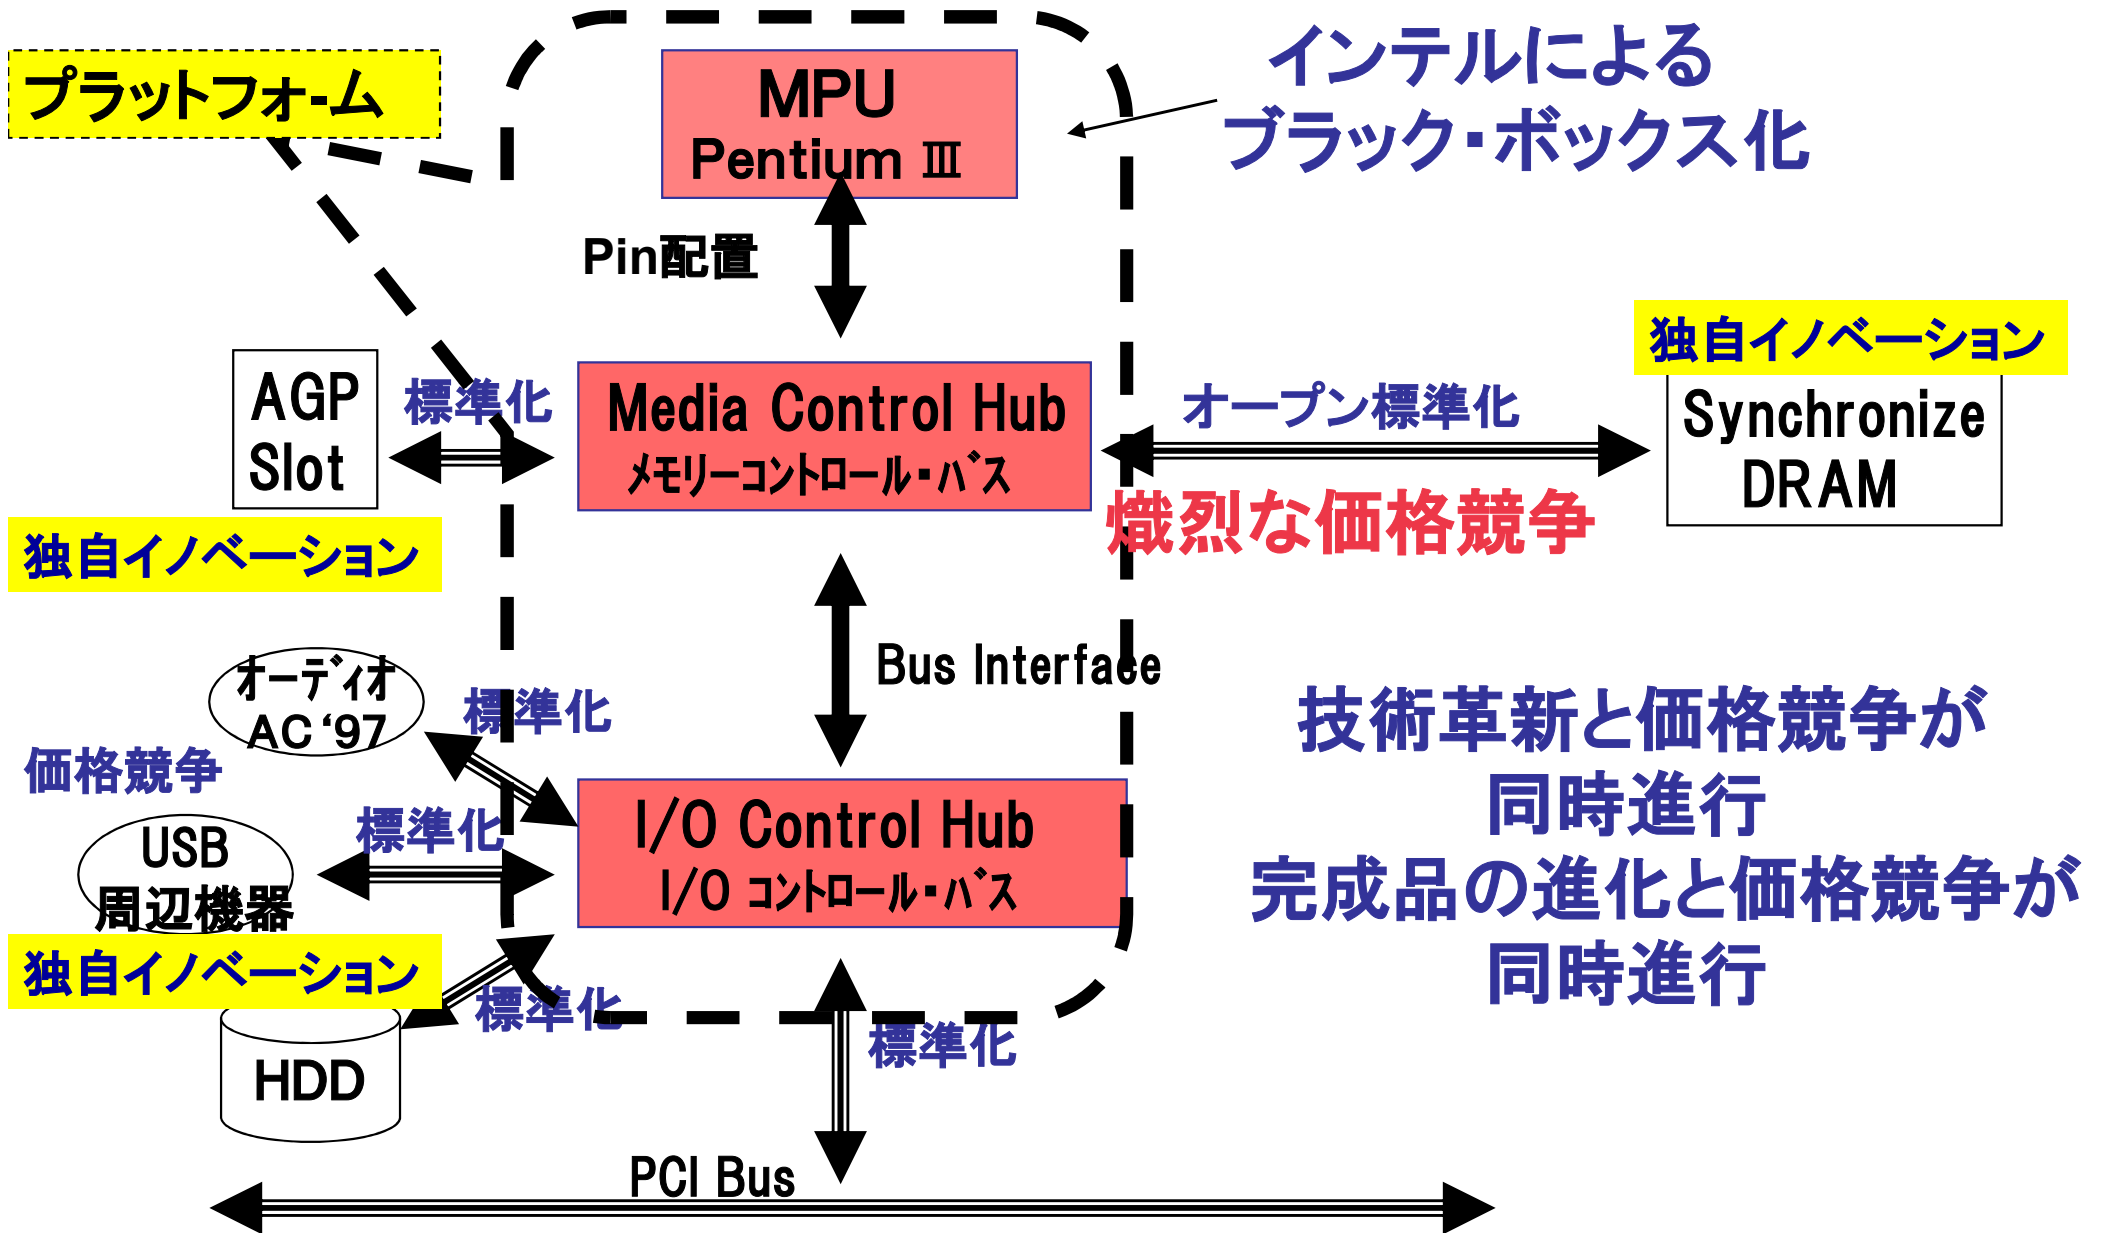 プラットフォーム
MPU
Pentium Ⅲ
インテルによる
ブラック・ボックス化
Pin配置
独自イノベーション
AGP
Slot
標準化
Media Control Hub
メモリーコントロール・バス
オープン標準化
Synchronize
DRAM
熾烈な価格競争
独自イノベーション
Bus Interface
オーディオ
AC‘97
標準化
価格競争
技術革新と価格競争が
同時進行
完成品の進化と価格競争が
同時進行
USB
周辺機器
標準化
I/O Control Hub
I/O コントロール・バス
独自イノベーション
標準化
HDD
標準化
PCI Bus